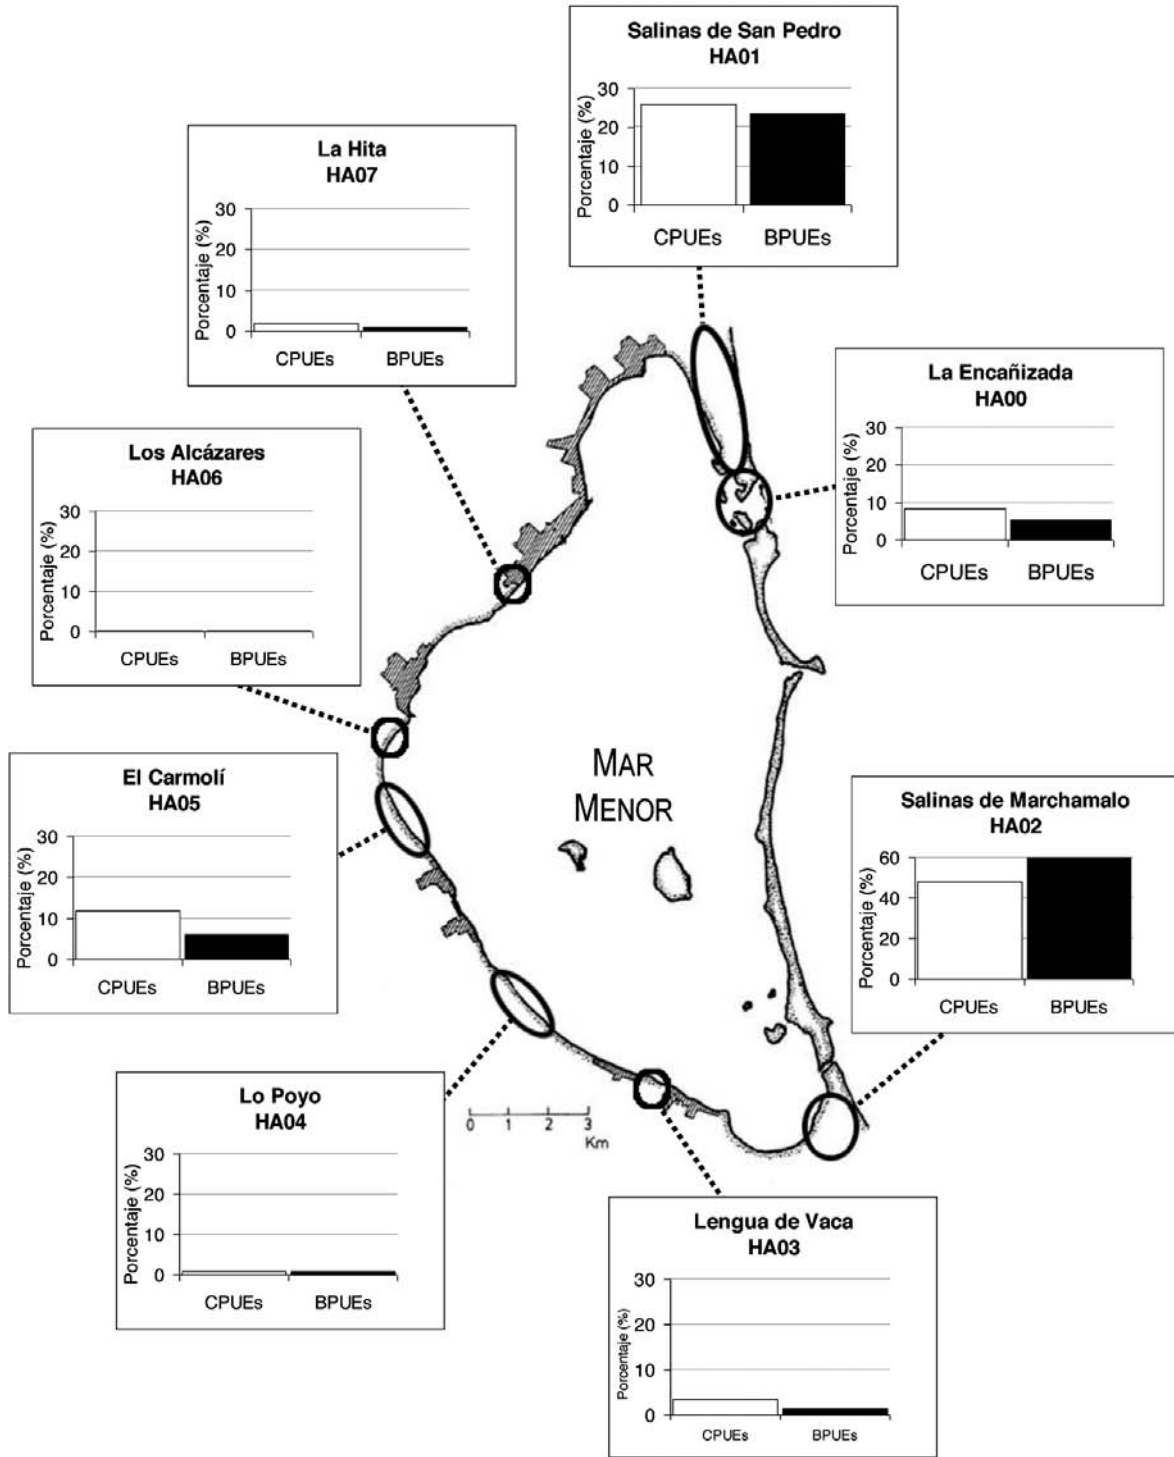 Salinas de San Pedro
HA01
Porcentaje (%)
30
20
10
0
CPUEs BPUEs
La Hita
HA07
Porcentaje (%)
30
20
10
0
CPUEs BPUEs
La Encañizada
HA00
Porcentaje (%)
30
20
10
0
CPUEs BPUEs
Los Alcázares
HA06
Porcentaje (%)
30
20
10
0
CPUEs BPUEs
MAR
MENOR
El Carmolí
HA05
Porcentaje (%)
30
20
10
0
CPUEs BPUEs
Salinas de Marchamalo
HA02
Porcentaje (%)
60
40
20
0
CPUEs BPUEs
Lo Poyo
HA04
Porcentaje (%)
30
20
10
0
CPUEs BPUEs
0 1 2 3
Km
Lengua de Vaca
HA03
Porcentaje (%)
30
20
10
0
CPUEs BPUEs